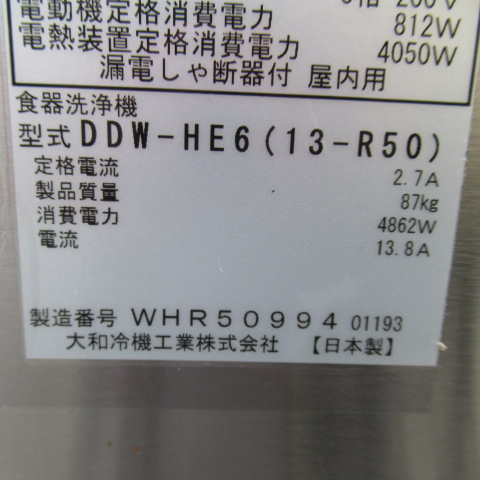 200V
電動機定格消費電力 812W
電熱装置定格消費電力 4050W
漏電しゃ断器付 屋内用
食器洗浄機
型式 DDW-HE6(13-R50)
定格電流 2.7A
製品質量 87kg
消費電力 4862W
電流 13.8A
製造番号 WHR50994 01193
大和冷機工業株式会社 【日本製】